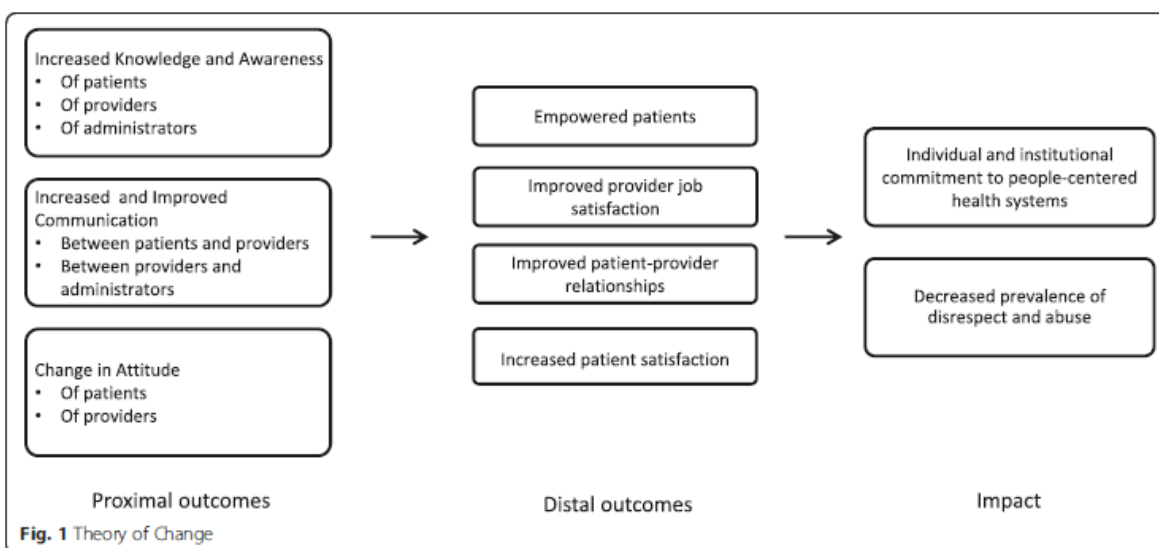 Increased Knowledge and Awareness
• Of patients
• Of providers
• Of administrators
Increased and Improved
Communication
• Between patients and providers
• Between providers and
administrators
Change in Attitude
• Of patients
• Of providers
Proximal outcomes
Empowered patients
Improved provider job
satisfaction
Improved patient-provider
relationships
Increased patient satisfaction
Distal outcomes
Individual and institutional
commitment to people-centered
health systems
Decreased prevalence of
disrespect and abuse
Impact
Fig. 1 Theory of Change